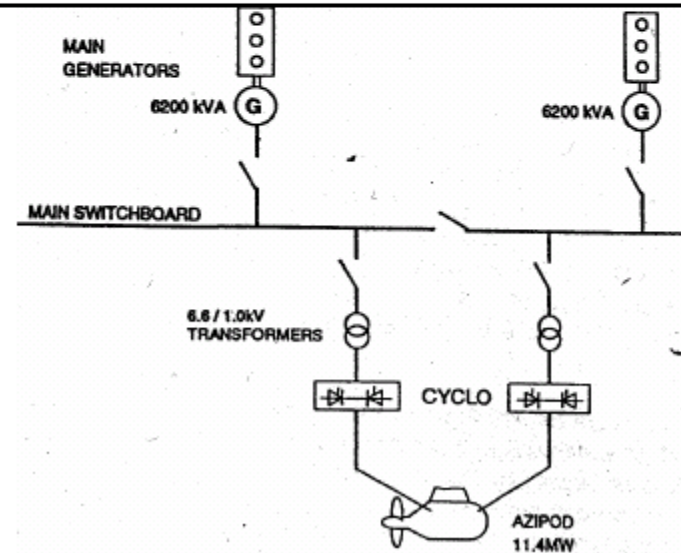 MAIN
GENERATORS
6200 kVA
G
6200 kVA
G
MAIN SWITCHBOARD
6.6 / 1.0kV
TRANSFORMERS
CYCLO
AZIPOD
11.4MW